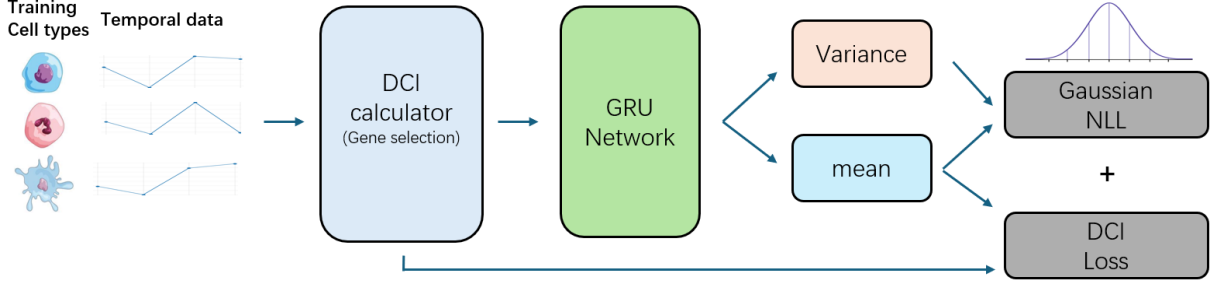 Training
Cell types
Temporal data
DCI
calculator
(Gene selection)
GRU
Network
Variance
mean
Gaussian
NLL
+
DCI
Loss